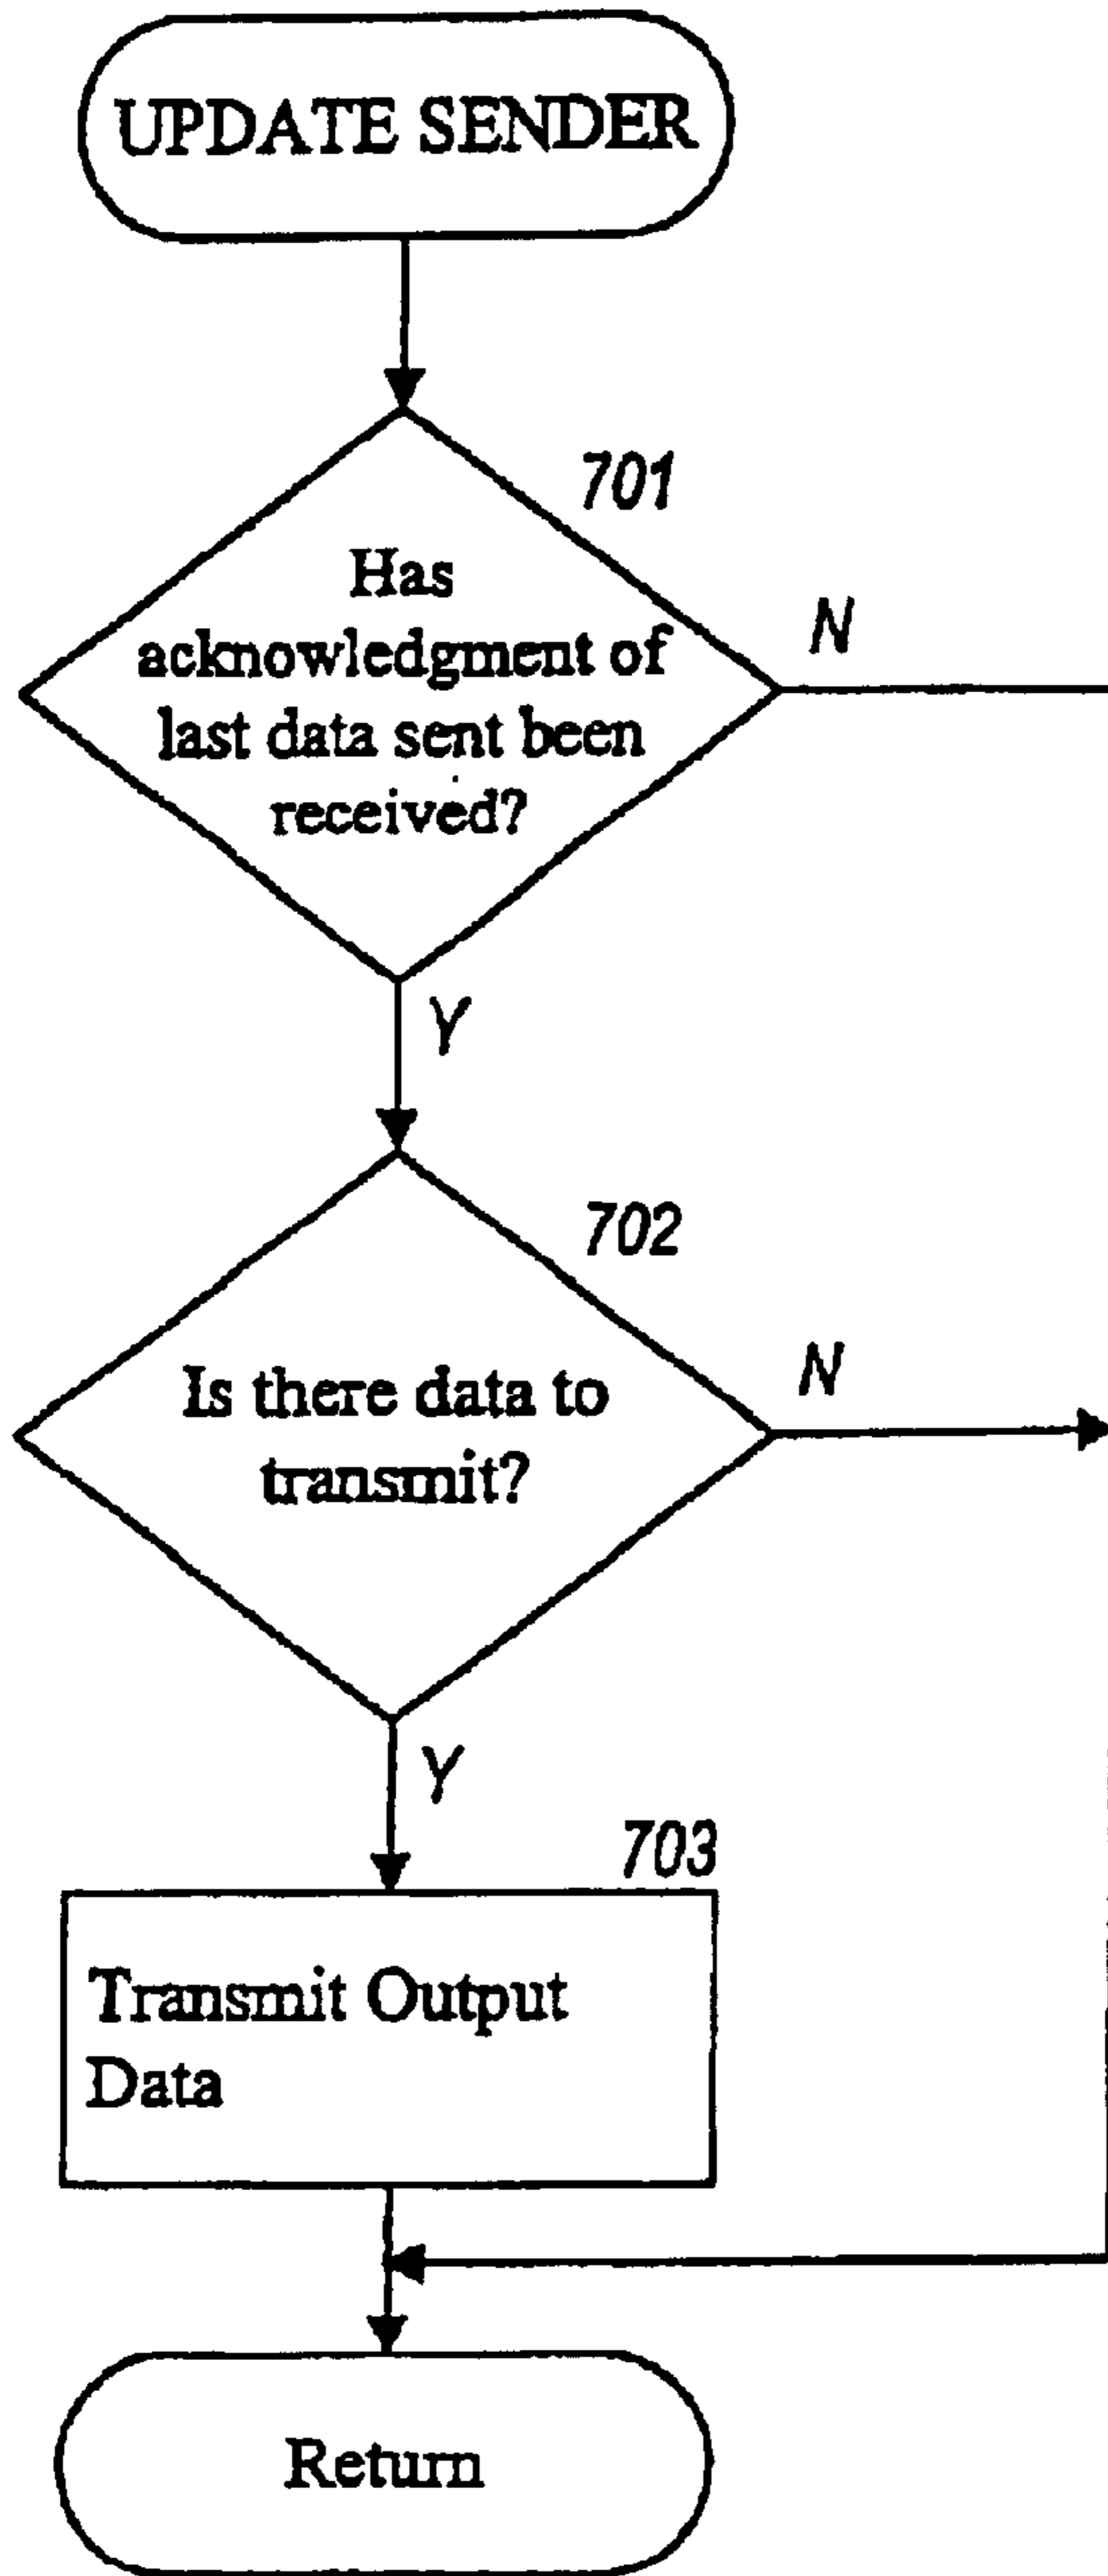 UPDATE SENDER
701
Has
acknowledgment of
last data sent been
received?
N
Y
702
Is there data to
transmit?
N
Y
703
Transmit Output
Data
Return